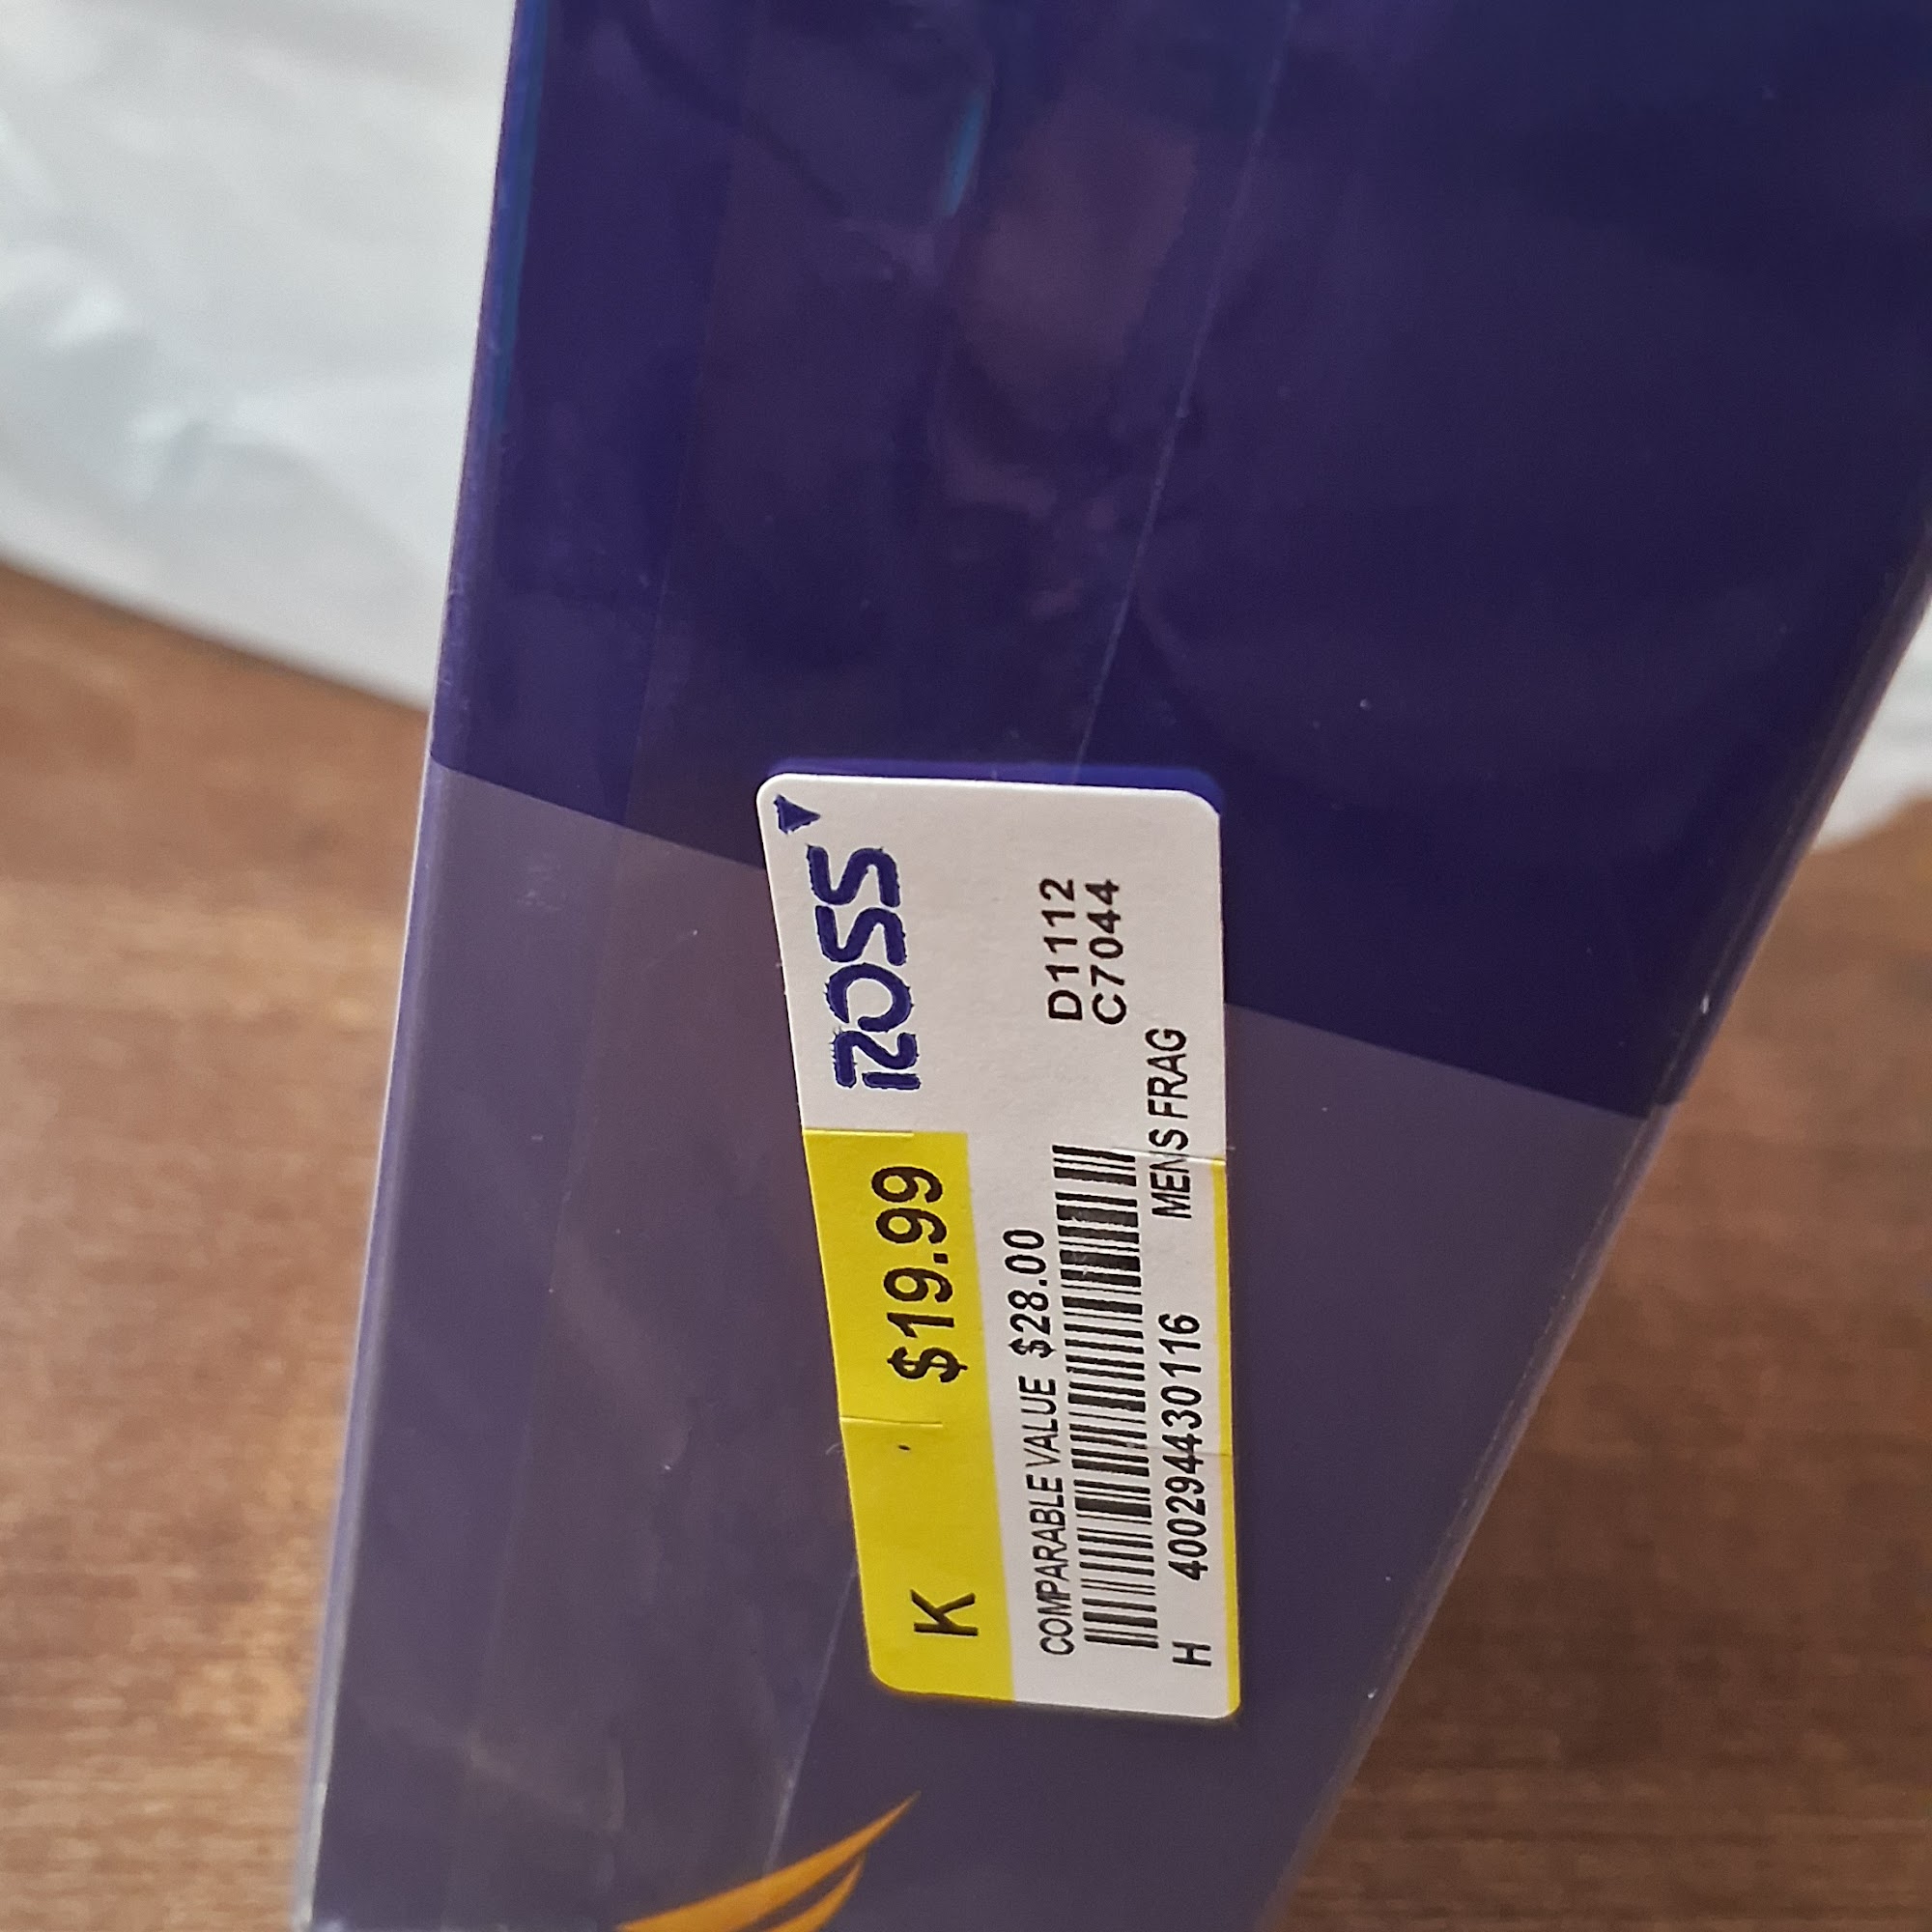 ROSS
D1112
C7044
K $19.99
COMPARABLE VALUE $28.00
MENS FRAG
H 400294430116